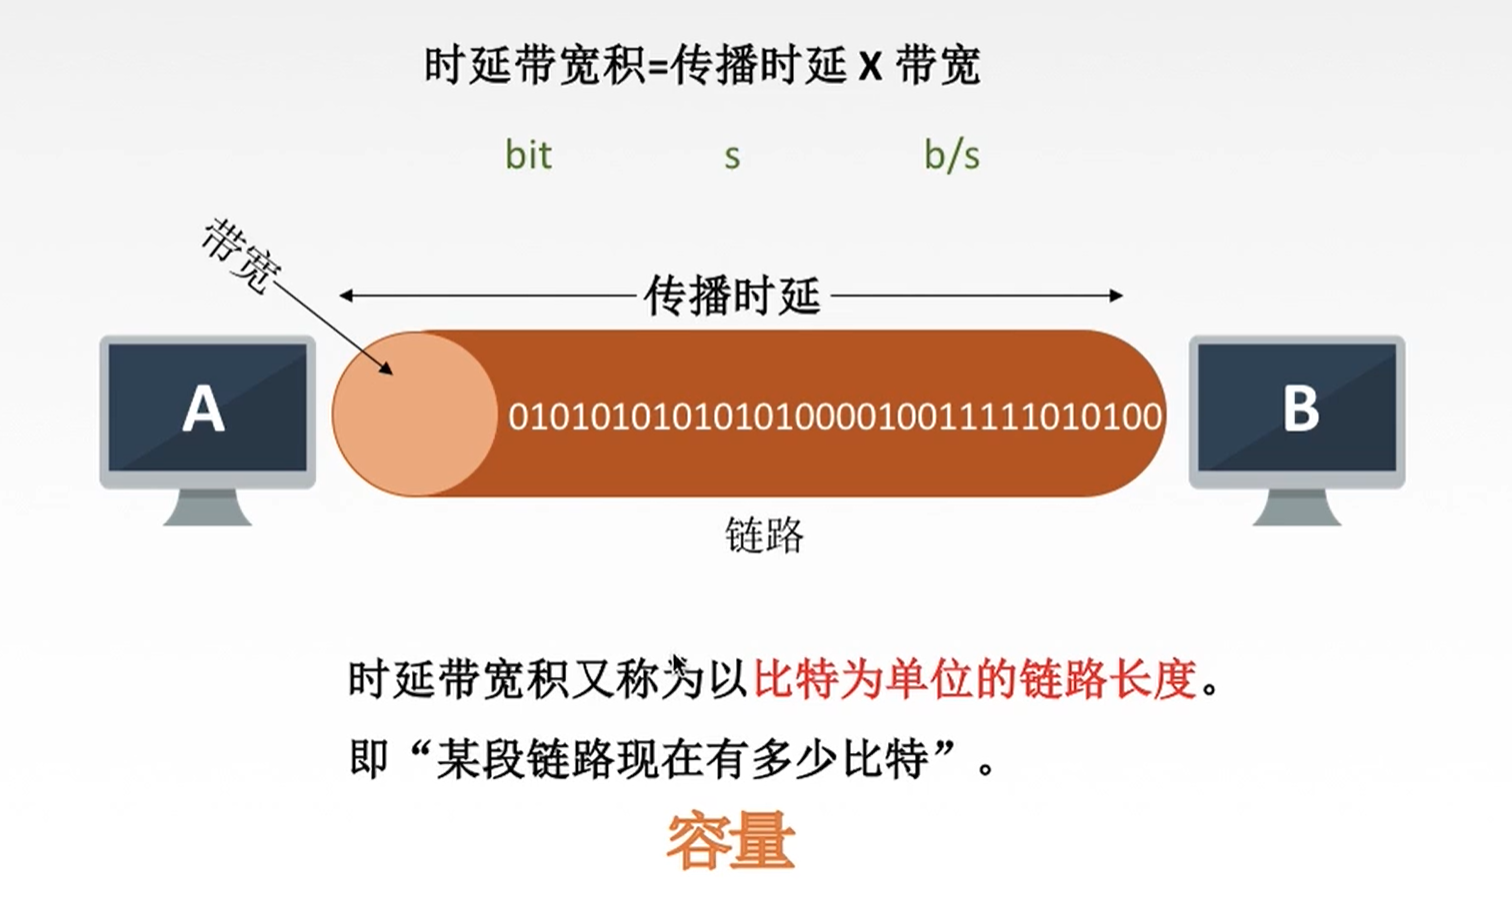 时延带宽积=传播时延 X 带宽
bit s b/s
带宽
传播时延
A
01010101010101000010011111010100
B
链路
时延带宽积又称为以比特为单位的链路长度。
即“某段链路现在有多少比特”。
容量